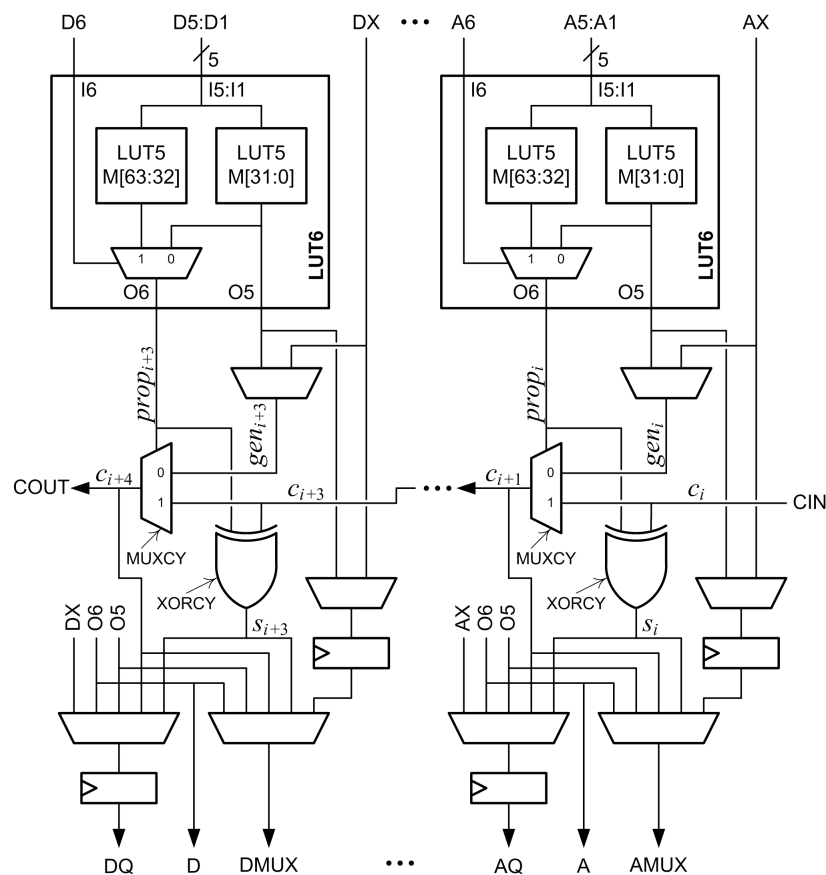 D6 D5:D1 DX ••• A6 A5:A1 AX
5 5
I6 I5:I1 I6 I5:I1
LUT5 M[63:32] LUT5 M[31:0] LUT5 M[63:32] LUT5 M[31:0]
1 0 LUT6 1 0 LUT6
O6 O5 O6 O5
prop_{i+3} gen_{i+3} prop_i gen_i
COUT c_{i+4} 0 1 c_{i+3} ••• c_{i+1} 0 1 c_i CIN
MUXCY MUXCY
XORCY XORCY
DX O6 O5 s_{i+3} AX O6 O5 s_i
DQ D DMUX ••• AQ A AMUX